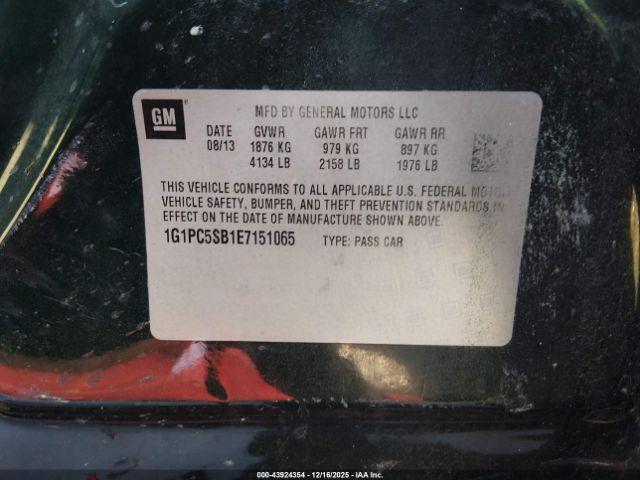 GM
MFD BY GENERAL MOTORS LLC
DATE GVWR GAWR FRT GAWR RR
08/13 1876 KG 979 KG 897 KG
4134 LB 2158 LB 1976 LB
THIS VEHICLE CONFORMS TO ALL APPLICABLE U.S. FEDERAL MOTOR
VEHICLE SAFETY, BUMPER, AND THEFT PREVENTION STANDARDS IN
EFFECT ON THE DATE OF MANUFACTURE SHOWN ABOVE.
1G1PC5SB1E7151065 TYPE: PASS CAR
000-43924354 - 12/16/2025 - COPYRIGHT IAA, LLC.